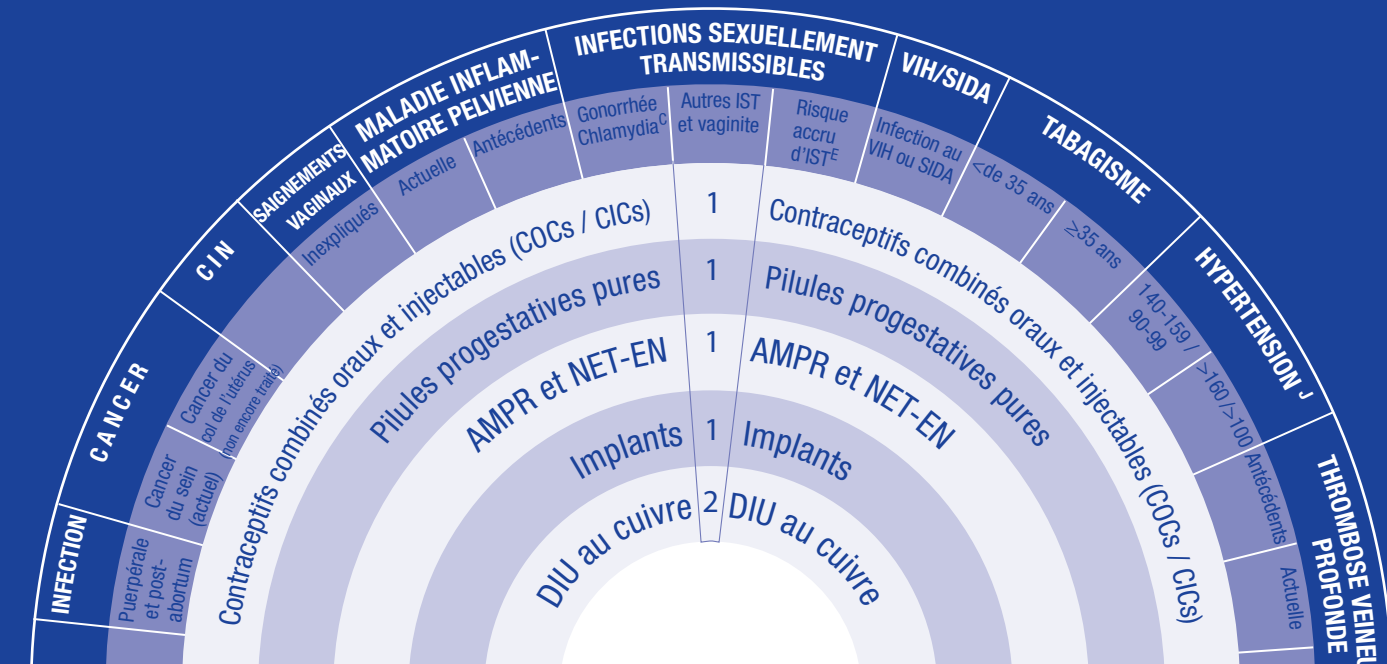 INFECTION
Puerpérale
et post-
abortum
CANCER
Cancer
du sein
(actuel)
Cancer du
col de l'utérus
(non encore traité)
CIN
SAIGNEMENTS
VAGINAUX
Inexpliqués
MALADIE INFLAM-
MATOIRE PELVIENNE
Actuelle
Antécédents
INFECTIONS SEXUELLEMENT
TRANSMISSIBLES
Gonorrhée
Chlamydia^C
Autres IST
et vaginite
Risque
accru
d'IST^E
VIH/SIDA
Infection au
VIH ou SIDA
TABAGISME
<de 35 ans
≥35 ans
HYPERTENSION J
140-159 /
90-99
>160 />100
THROMBOSE VEINEU
PROFONDE
Antécédents
Actuelle
Contraceptifs combinés oraux et injectables (COCs / CICs)
1
Contraceptifs combinés oraux et injectables (COCs / CICs)
Pilules progestatives pures
1
Pilules progestatives pures
AMPR et NET-EN
1
AMPR et NET-EN
Implants
1
Implants
DIU au cuivre
2
DIU au cuivre